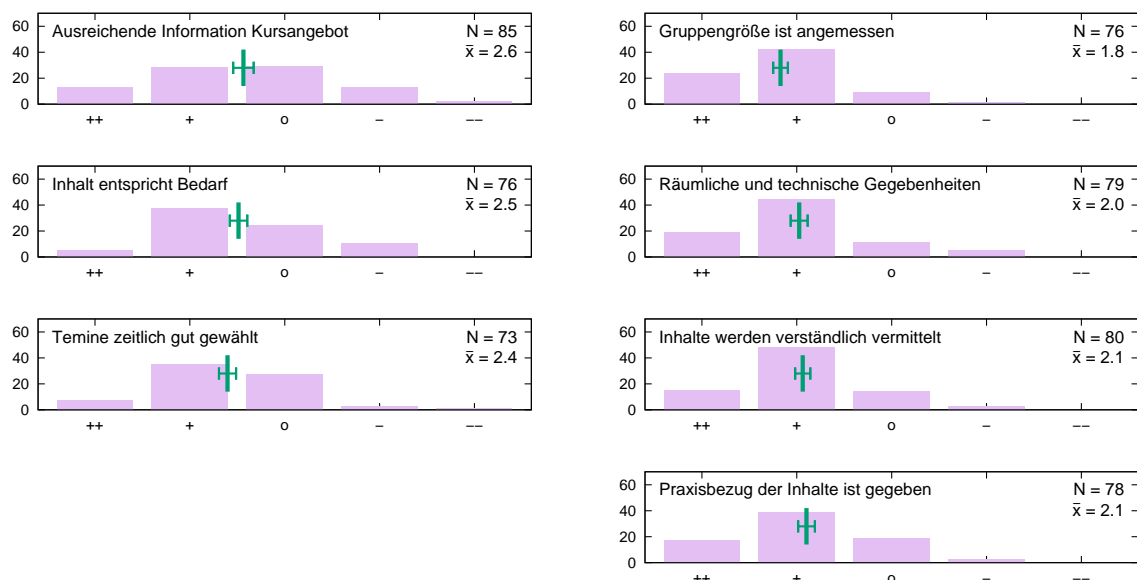 60
40
20
0
Ausreichende Information Kursangebot
N = 85
x̄ = 2.6
++
+
o
−
−−
60
40
20
0
Inhalt entspricht Bedarf
N = 76
x̄ = 2.5
++
+
o
−
−−
60
40
20
0
Temine zeitlich gut gewählt
N = 73
x̄ = 2.4
++
+
o
−
−−
60
40
20
0
Gruppengröße ist angemessen
N = 76
x̄ = 1.8
++
+
o
−
−−
60
40
20
0
Räumliche und technische Gegebenheiten
N = 79
x̄ = 2.0
++
+
o
−
−−
60
40
20
0
Inhalte werden verständlich vermittelt
N = 80
x̄ = 2.1
++
+
o
−
−−
60
40
20
0
Praxisbezug der Inhalte ist gegeben
N = 78
x̄ = 2.1
++
+
o
−
−−